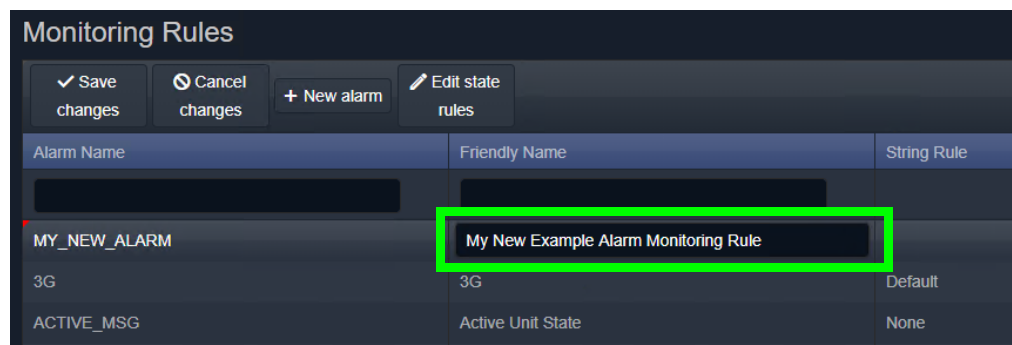 Monitoring Rules
Save changes
Cancel changes
New alarm
Edit state rules
Alarm Name Friendly Name String Rule
MY_NEW_ALARM My New Example Alarm Monitoring Rule
3G 3G Default
ACTIVE_MSG Active Unit State None